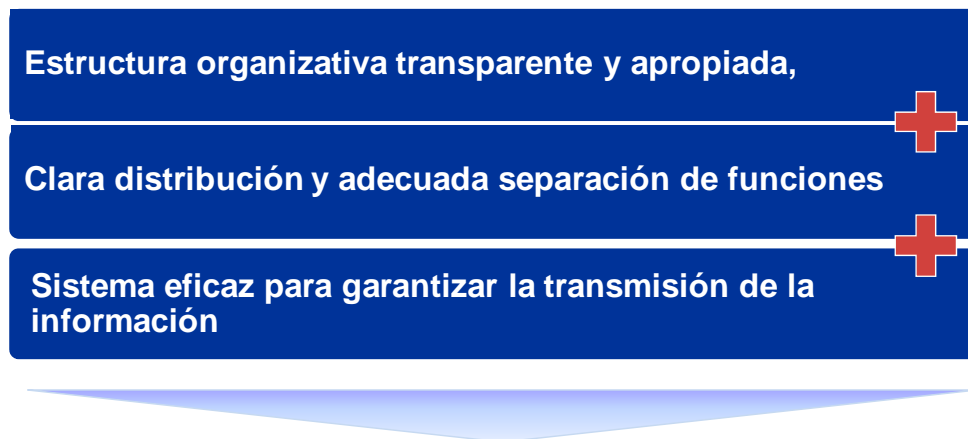 Estructura organizativa transparente y apropiada,
Clara distribución y adecuada separación de funciones
Sistema eficaz para garantizar la transmisión de la
información